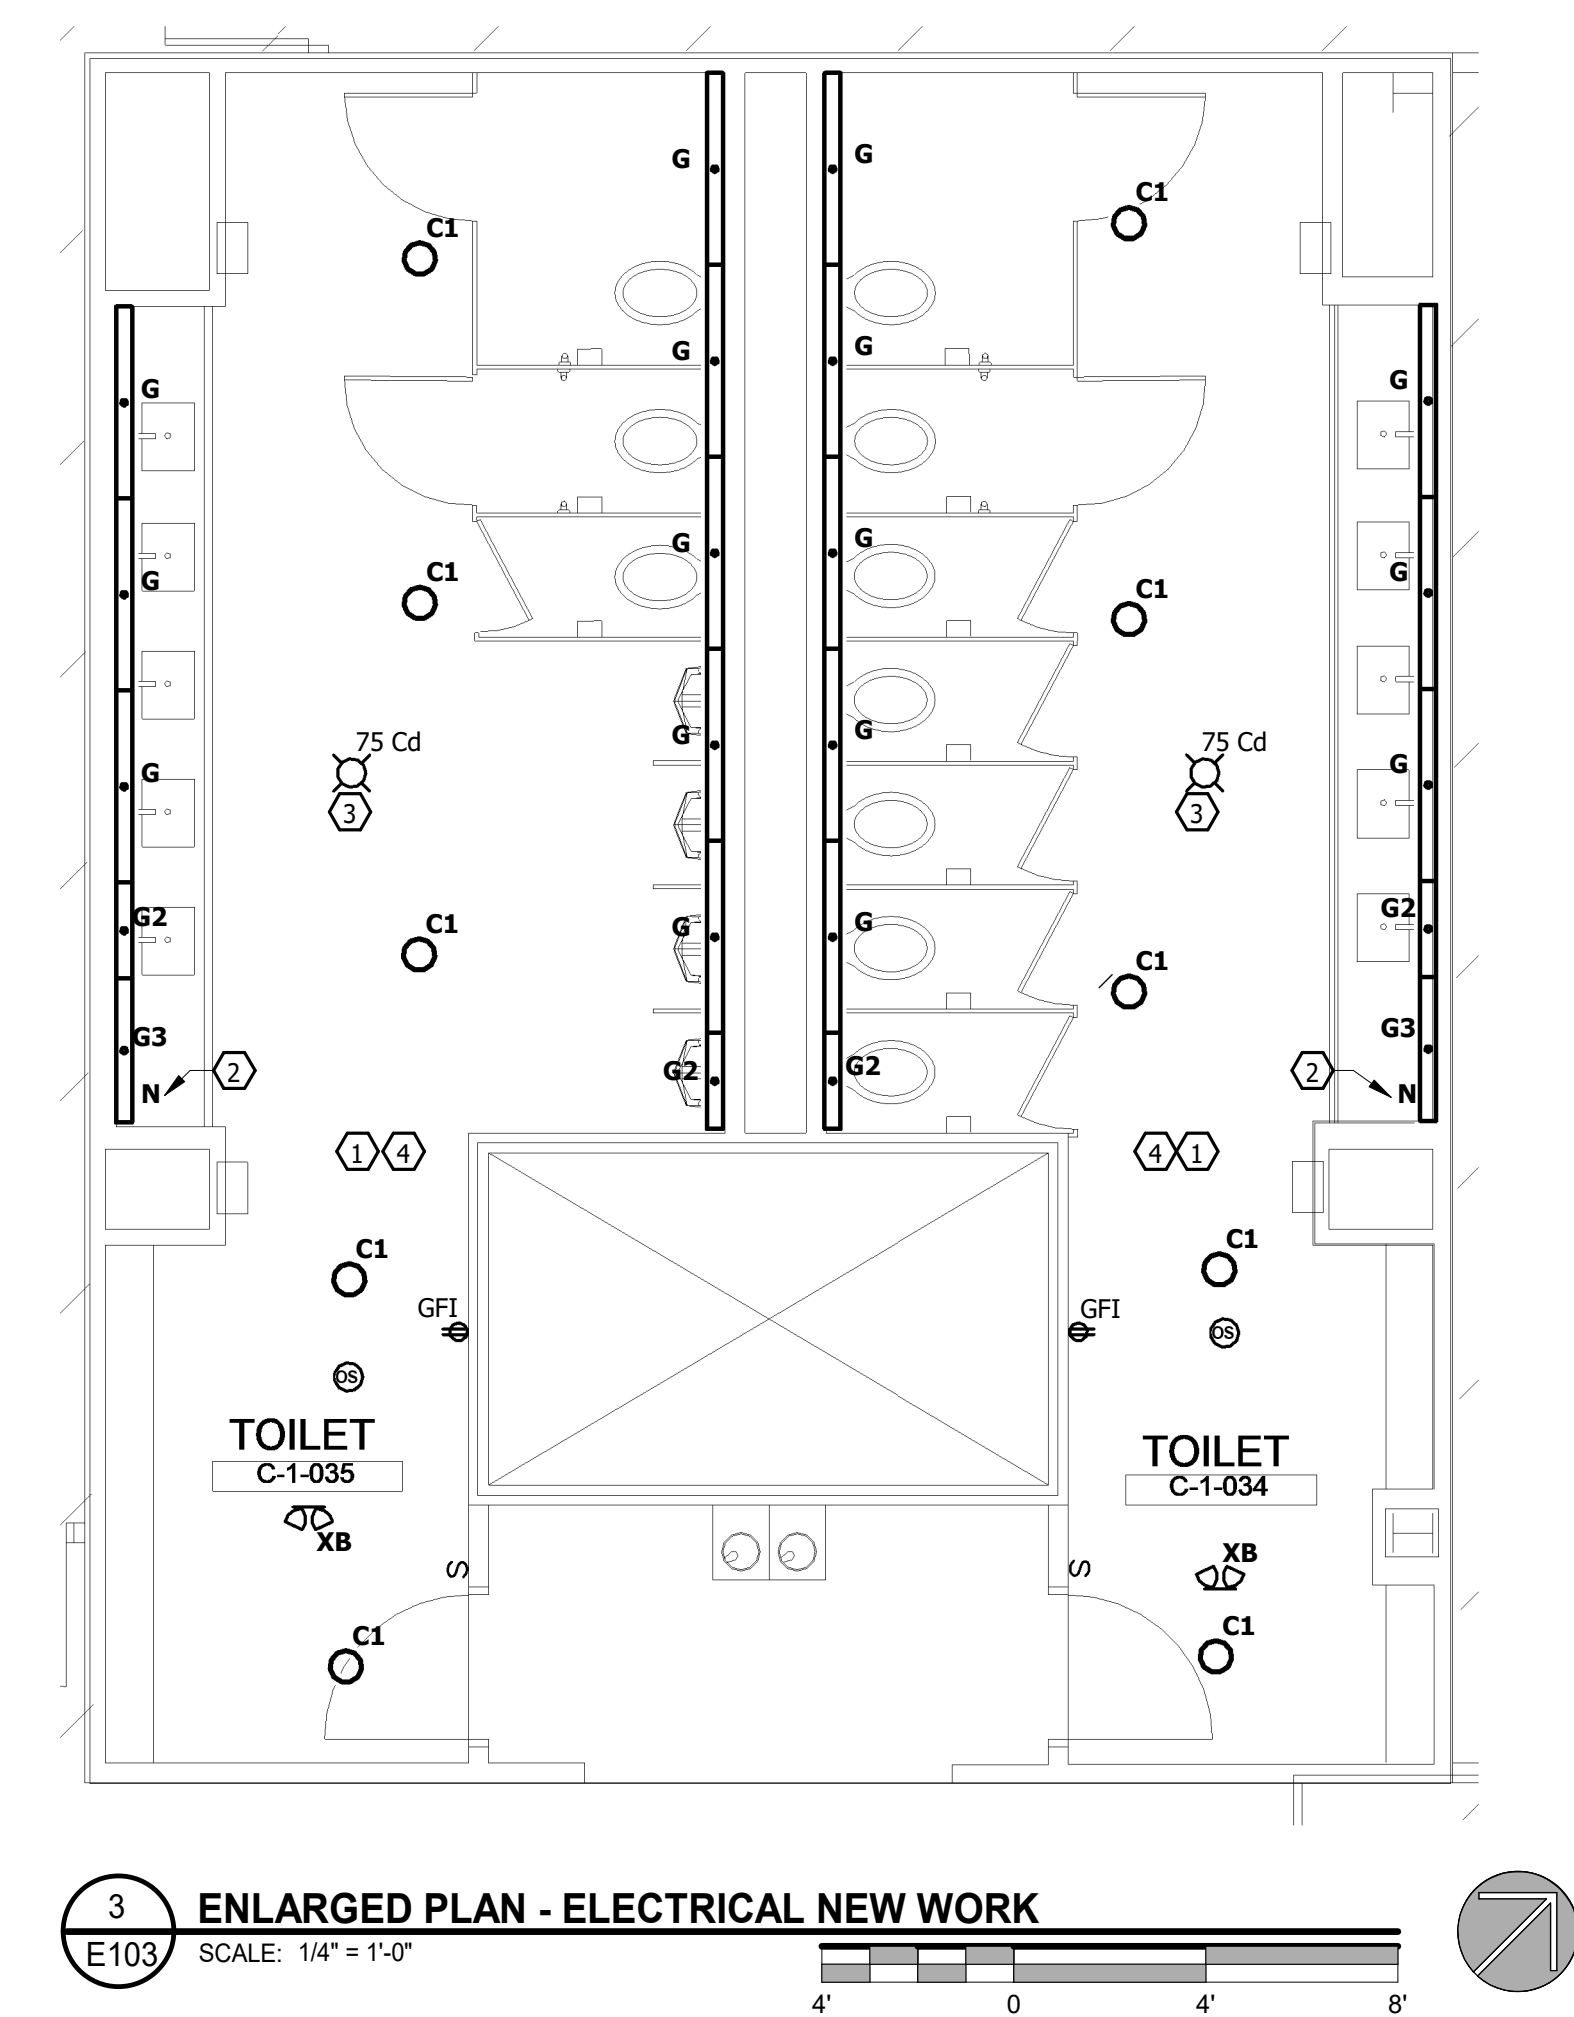 G
G
C1
C1
G
G
G
G
G
G
G
C1
C1
G
G
75 Cd
75 Cd
G
G
G
G
3
3
C1
G2
G
G
G2
C1
G3
G3
2
G2
G2
2
N
N
1 4
4 1
C1
C1
GFI
GFI
OS
OS
TOILET
C-1-035
TOILET
C-1-034
XB
XB
S
S
C1
C1
3
E103
ENLARGED PLAN - ELECTRICAL NEW WORK
SCALE: 1/4" = 1'-0"
4' 0 4' 8'